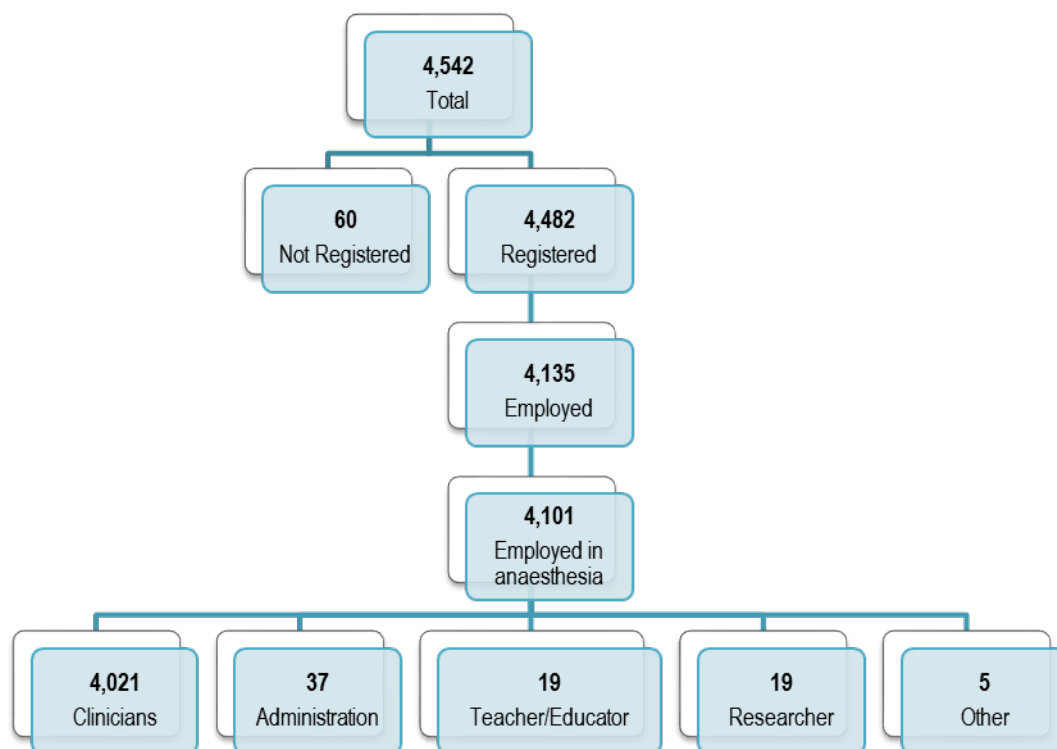 4,542
Total
60
Not Registered
4,482
Registered
4,135
Employed
4,101
Employed in
anaesthesia
4,021
Clinicians
37
Administration
19
Teacher/Educator
19
Researcher
5
Other